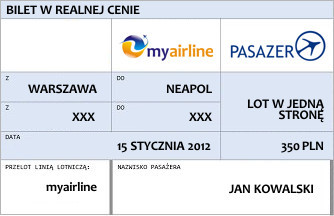 BILET W REALNEJ CENIE
myairline
PASAZER
Z
WARSZAWA
DO
NEAPOL
LOT W JEDNĄ
STRONĘ
Z
XXX
DO
XXX
DATA
15 STYCZNIA 2012
350 PLN
PRZELOT LINIĄ LOTNICZĄ:
myairline
NAZWISKO PASAŻERA
JAN KOWALSKI